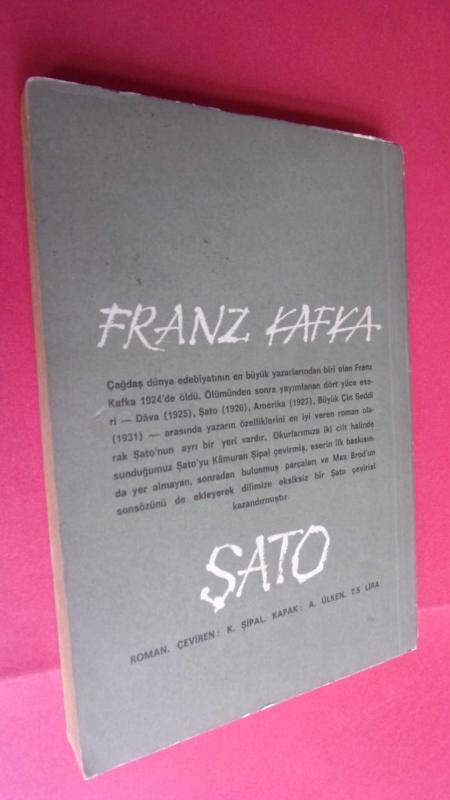 FRANZ KAFKA
Çağdaş dünya edebiyatının en büyük yazarlarından biri olan Franz
Kafka 1924'de öldü. Ölümünden sonra yayımlanan dört yüce ese-
ri — Dâva (1925), Şato (1926), Amerika (1927), Büyük Çin Seddi
(1931) — arasında yazarın özelliklerini en iyi veren roman ola-
rak Şato'nun ayrı bir yeri vardır. Okurlarımıza iki cilt halinde
sunduğumuz Şato'yu Kâmuran Şipal çevirmiş, eserin ilk baskısın-
da yer almayan, sonradan bulunmuş parçaları ve Max Brod'un
sonsözünü de ekleyerek dilimize eksiksiz bir Şato çevirisi
kazandırmıştır.
ŞATO
ROMAN. ÇEVİREN: K. ŞİPAL. KAPAK: A. ÜLKEN. 7.5 LİRA